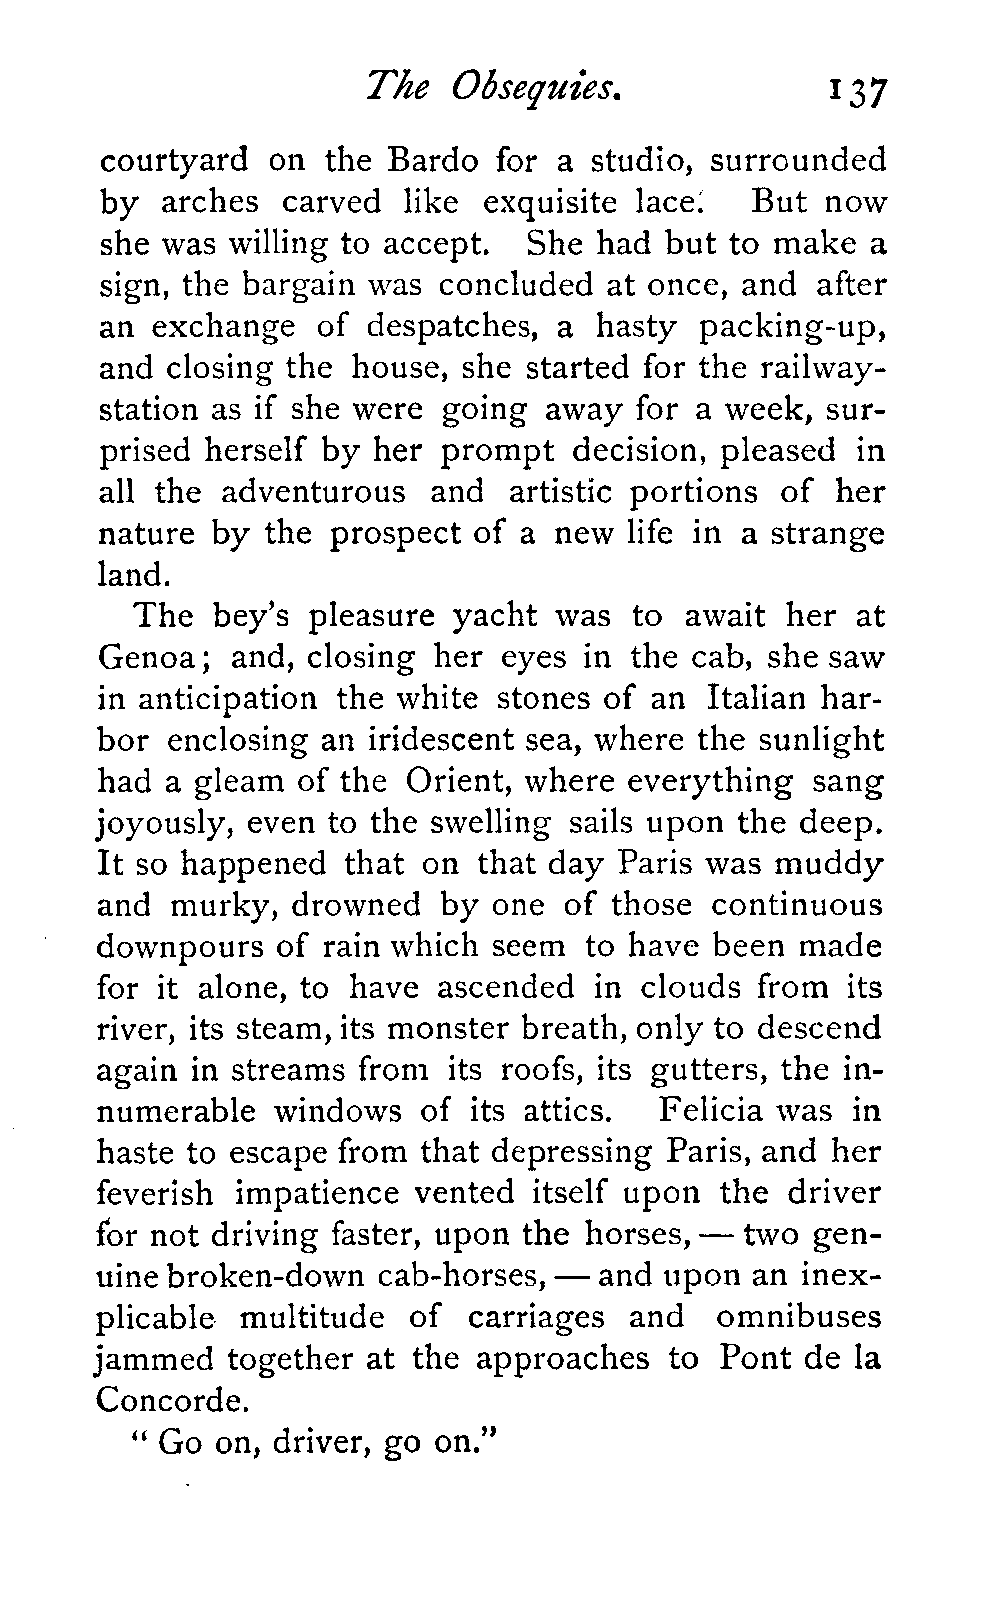 The Obsequies. 137
courtyard on the Bardo for a studio, surrounded
by arches carved like exquisite lace. But now
she was willing to accept. She had but to make a
sign, the bargain was concluded at once, and after
an exchange of despatches, a hasty packing-up,
and closing the house, she started for the railway-
station as if she were going away for a week, sur-
prised herself by her prompt decision, pleased in
all the adventurous and artistic portions of her
nature by the prospect of a new life in a strange
land.
The bey's pleasure yacht was to await her at
Genoa; and, closing her eyes in the cab, she saw
in anticipation the white stones of an Italian har-
bor enclosing an iridescent sea, where the sunlight
had a gleam of the Orient, where everything sang
joyously, even to the swelling sails upon the deep.
It so happened that on that day Paris was muddy
and murky, drowned by one of those continuous
downpours of rain which seem to have been made
for it alone, to have ascended in clouds from its
river, its steam, its monster breath, only to descend
again in streams from its roofs, its gutters, the in-
numerable windows of its attics. Felicia was in
haste to escape from that depressing Paris, and her
feverish impatience vented itself upon the driver
for not driving faster, upon the horses, — two gen-
uine broken-down cab-horses, — and upon an inex-
plicable multitude of carriages and omnibuses
jammed together at the approaches to Pont de la
Concorde.
" Go on, driver, go on."